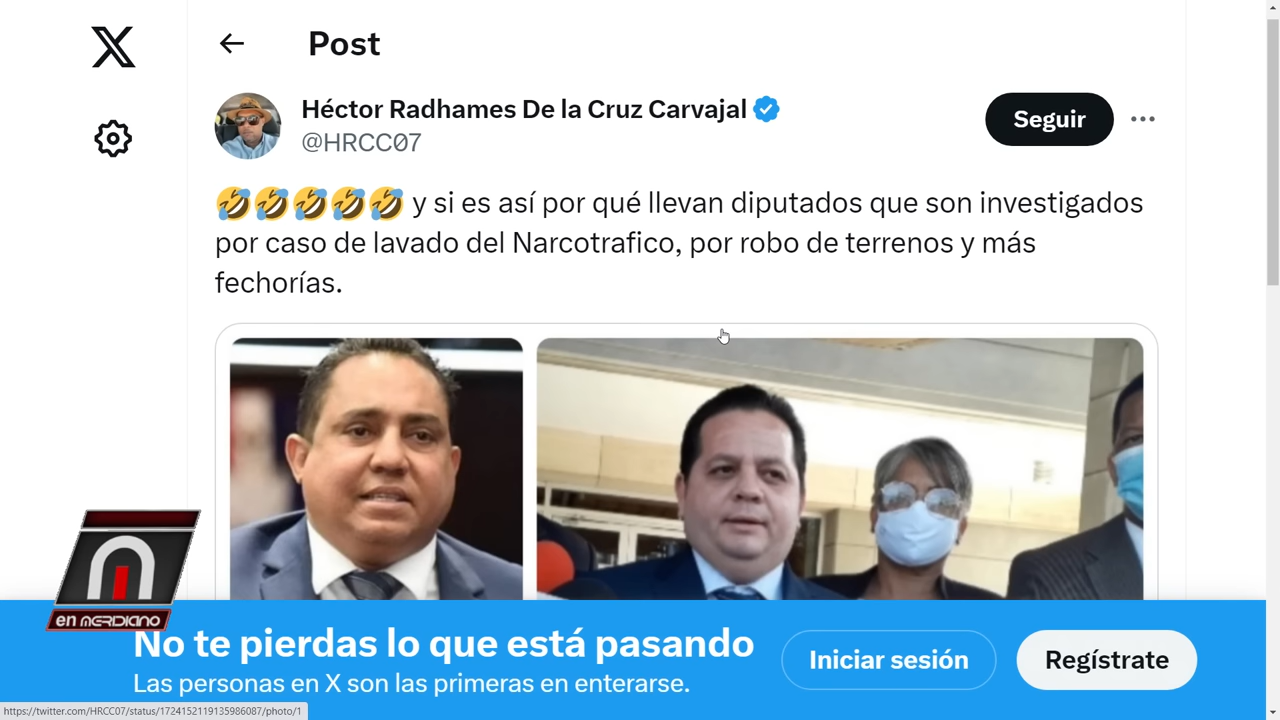 Post
Héctor Radhames De la Cruz Carvajal
@HRCC07
Seguir
🤣🤣🤣🤣🤣 y si es así por qué llevan diputados que son investigados
por caso de lavado del Narcotrafico, por robo de terrenos y más
fechorías.
en MERDIANO
No te pierdas lo que está pasando
Las personas en X son las primeras en enterarse.
Iniciar sesión
Regístrate
https://twitter.com/HRCC07/status/1724152119135986087/photo/1